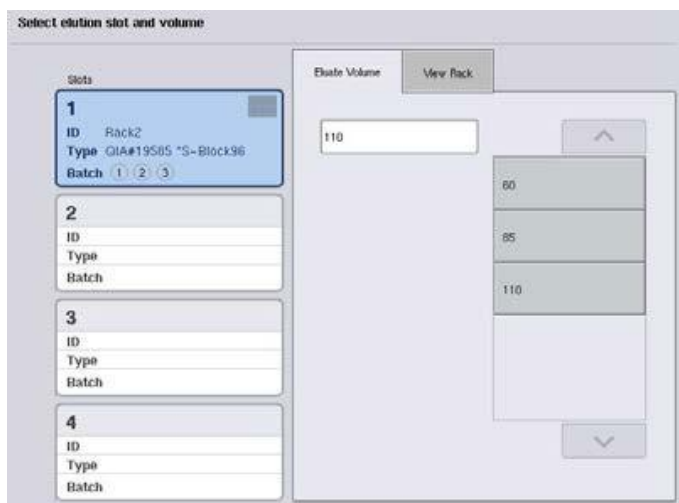 Select elution slot and volume
Slots
1
ID Rack2
Type QIA#19585 *S-Block96
Batch 1 2 3
2
ID
Type
Batch
3
ID
Type
Batch
4
ID
Type
Batch
Eluate Volume
View Rack
110
60
85
110